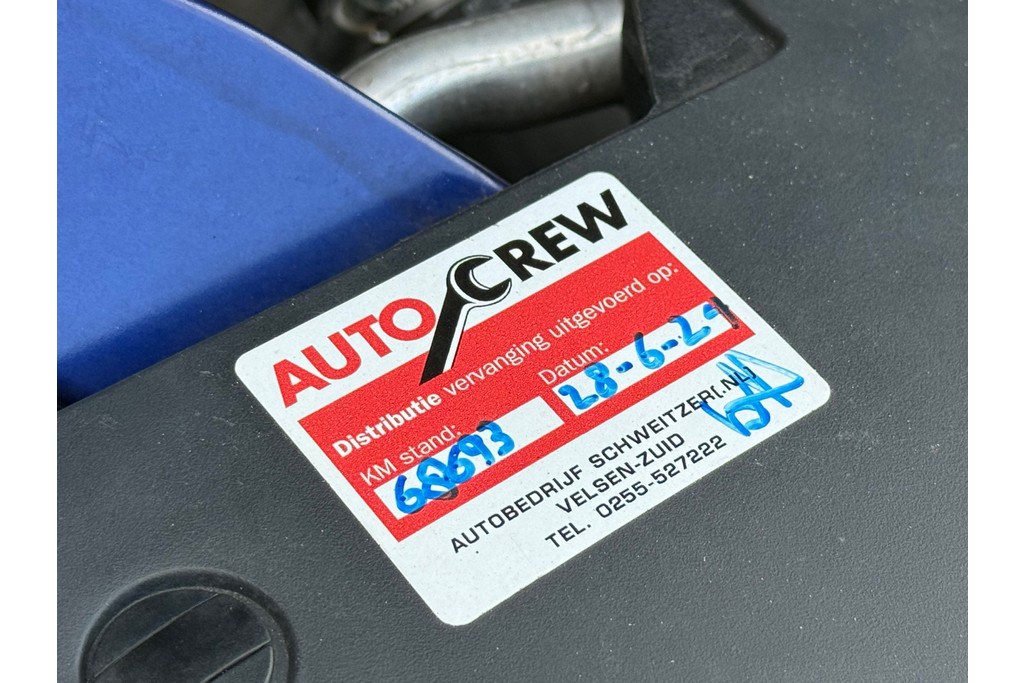 AUTO CREW
Distributie vervanging uitgevoerd op:
KM stand: Datum:
68693 28-6-21
AUTOBEDRIJF SCHWEITZER[.NL]
VELSEN-ZUID
TEL. 0255-527222